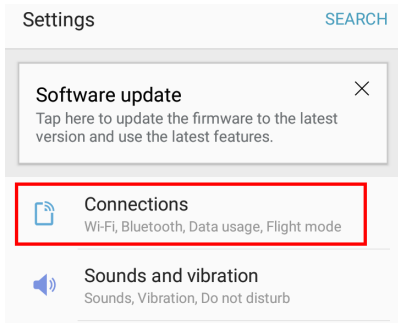 Settings SEARCH
Software update
Tap here to update the firmware to the latest
version and use the latest features.
Connections
Wi-Fi, Bluetooth, Data usage, Flight mode
Sounds and vibration
Sounds, Vibration, Do not disturb